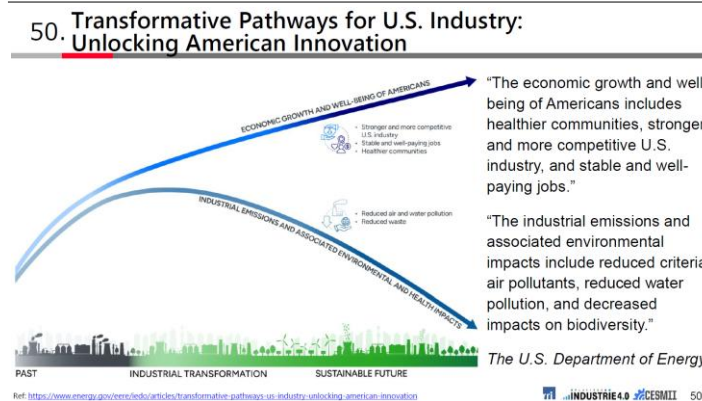 50.
Transformative Pathways for U.S. Industry:
Unlocking American Innovation
ECONOMIC GROWTH AND WELL-BEING OF AMERICANS
• Stronger and more competitive
U.S. industry
• Stable and well-paying jobs
• Healthier communities
INDUSTRIAL EMISSIONS AND ASSOCIATED ENVIRONMENTAL AND HEALTH IMPACTS
• Reduced air and water pollution
• Reduced waste
PAST
INDUSTRIAL TRANSFORMATION
SUSTAINABLE FUTURE
“The economic growth and well
being of Americans includes
healthier communities, stronger
and more competitive U.S.
industry, and stable and well-
paying jobs.”
“The industrial emissions and
associated environmental
impacts include reduced criteria
air pollutants, reduced water
pollution, and decreased
impacts on biodiversity.”
The U.S. Department of Energy
Ref: https://www.energy.gov/eere/iedo/articles/transformative-pathways-us-industry-unlocking-american-innovation
INDUSTRIE4.0
CESMII
50